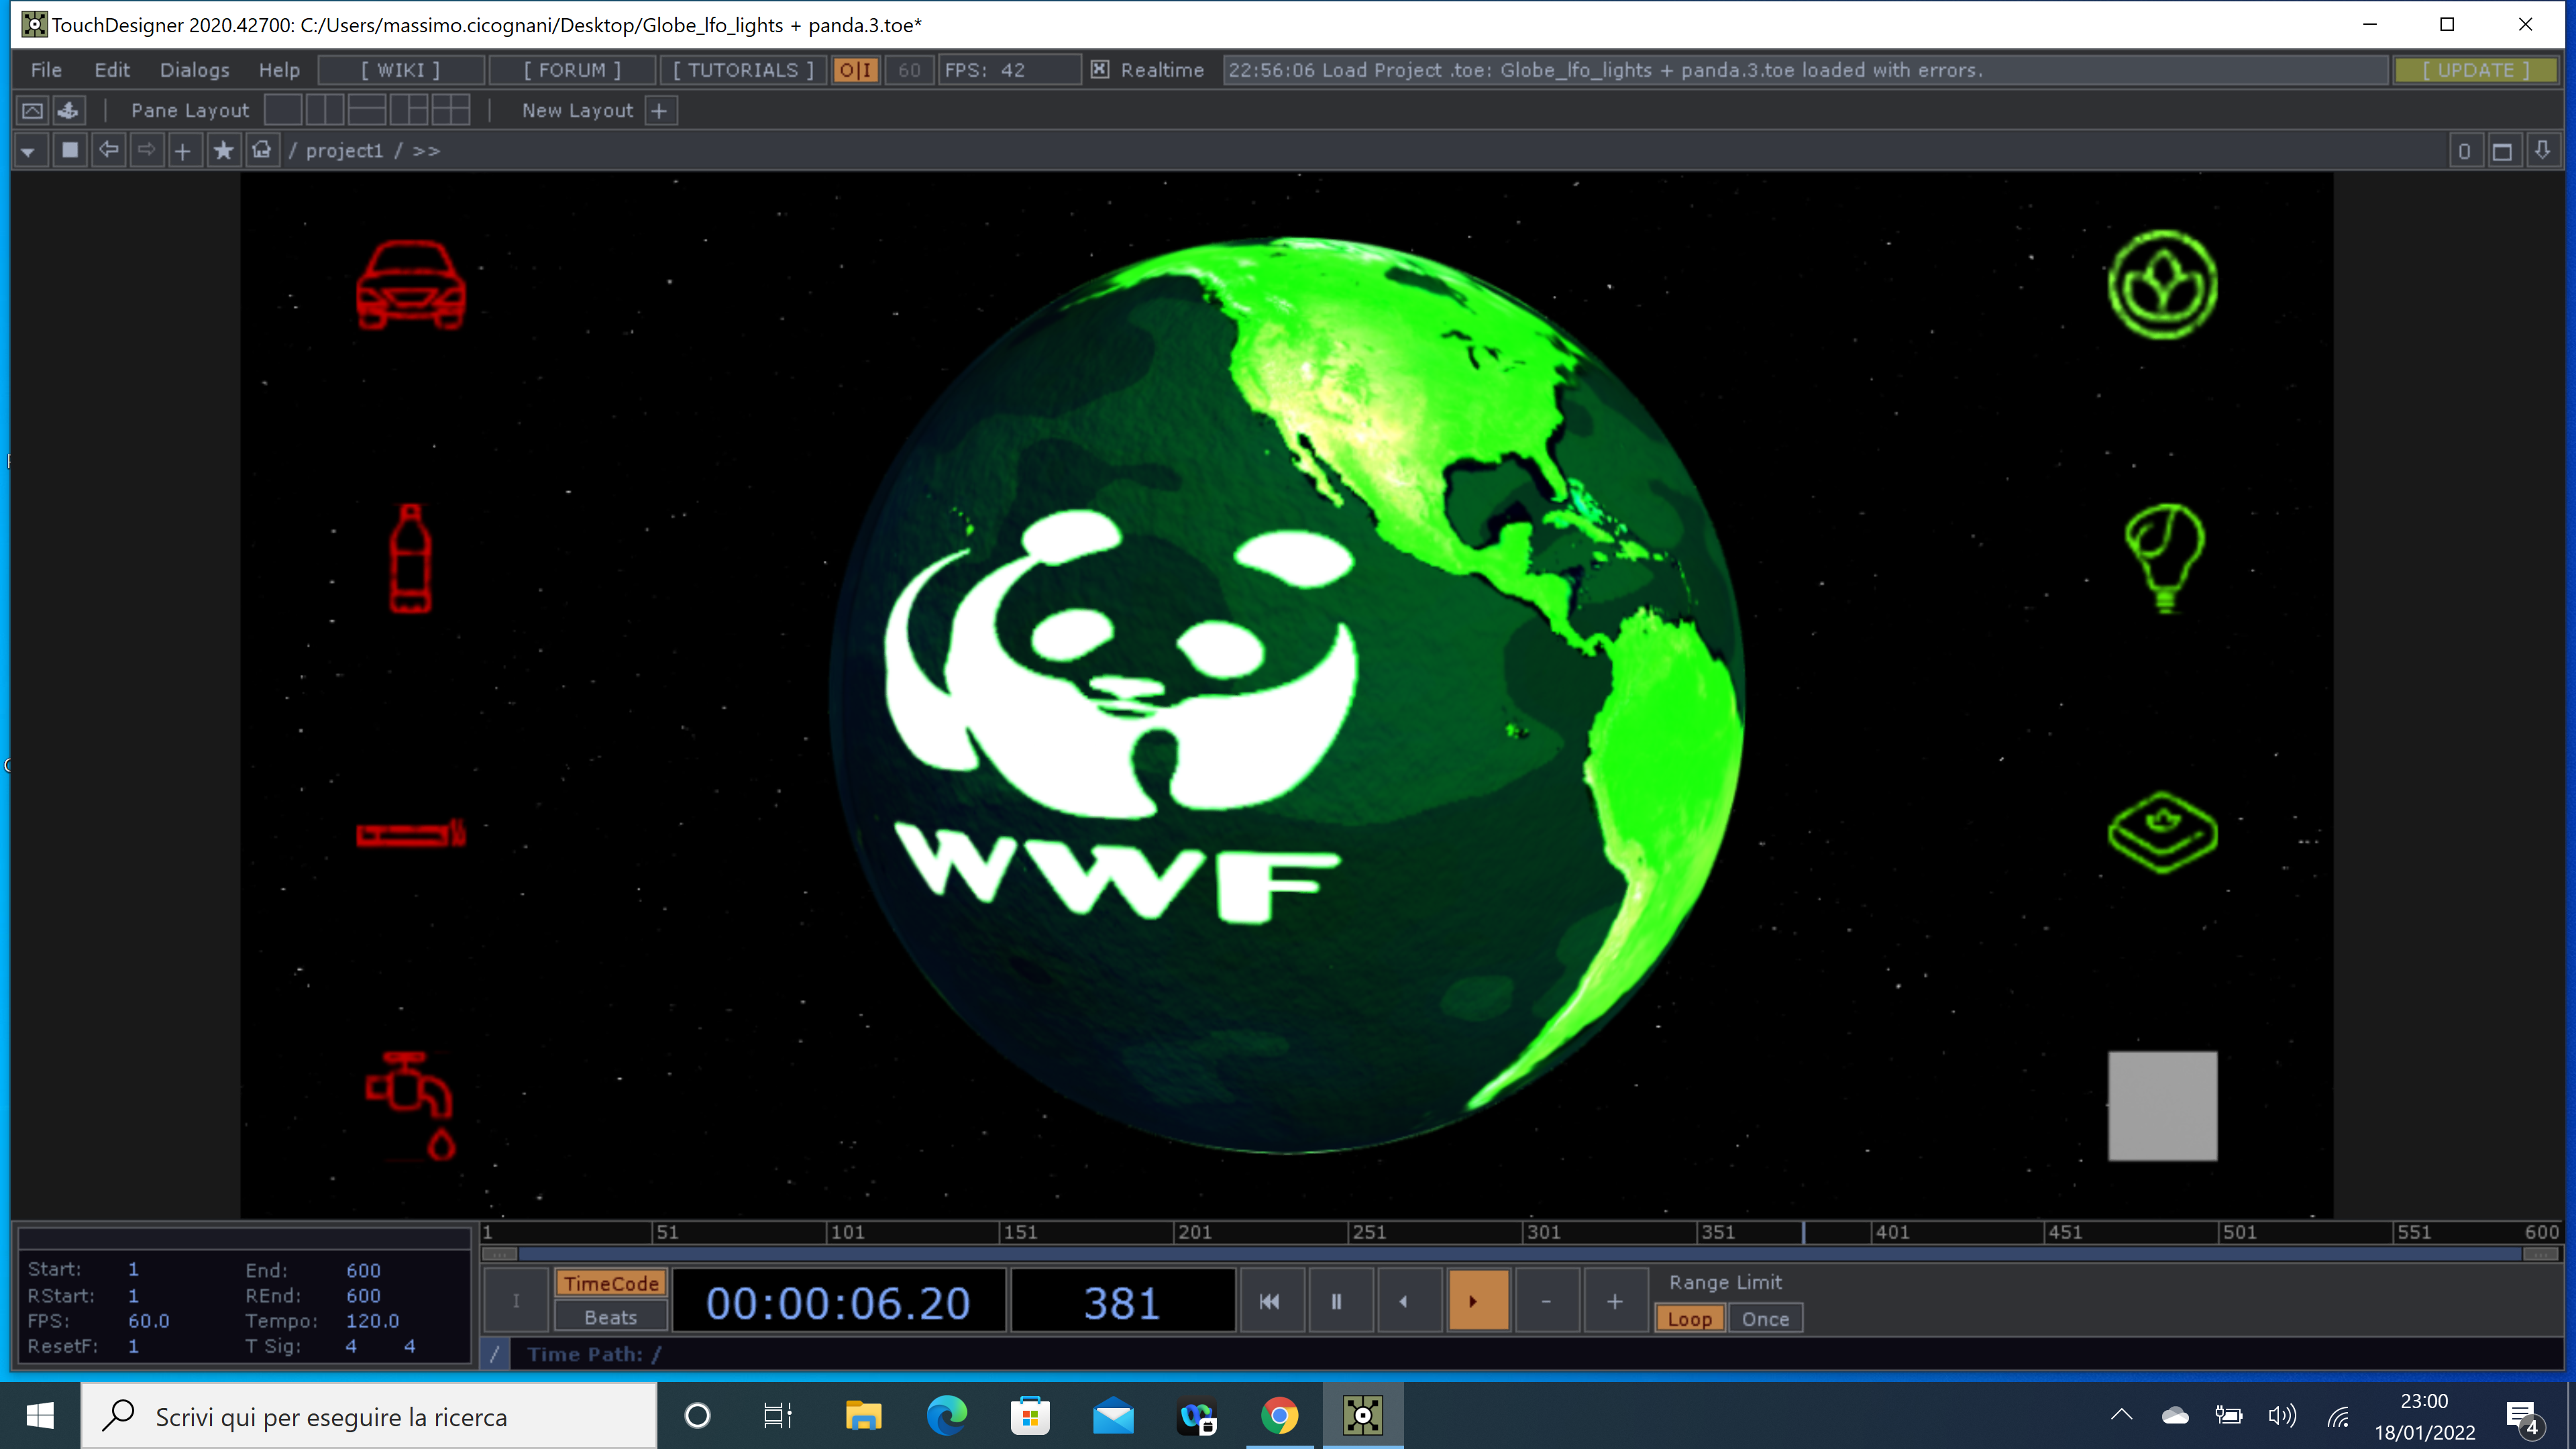 TouchDesigner 2020.42700: C:/Users/massimo.cicognani/Desktop/Globe_lfo_lights + panda.3.toe*
File Edit Dialogs Help [ WIKI ] [ FORUM ] [ TUTORIALS ] O|I 60 FPS: 42 Realtime 22:56:06 Load Project .toe: Globe_lfo_lights + panda.3.toe loaded with errors. [ UPDATE ]
Pane Layout New Layout +
/ project1 / >> 0
WWF
1 51 101 151 201 251 301 351 401 451 501 551 600
Start: 1 End: 600
RStart: 1 REnd: 600
FPS: 60.0 Tempo: 120.0
ResetF: 1 T Sig: 4 4
I TimeCode Beats 00:00:06.20 381 - + Range Limit
Loop Once
/ Time Path: /
Scrivi qui per eseguire la ricerca
23:00
18/01/2022
4